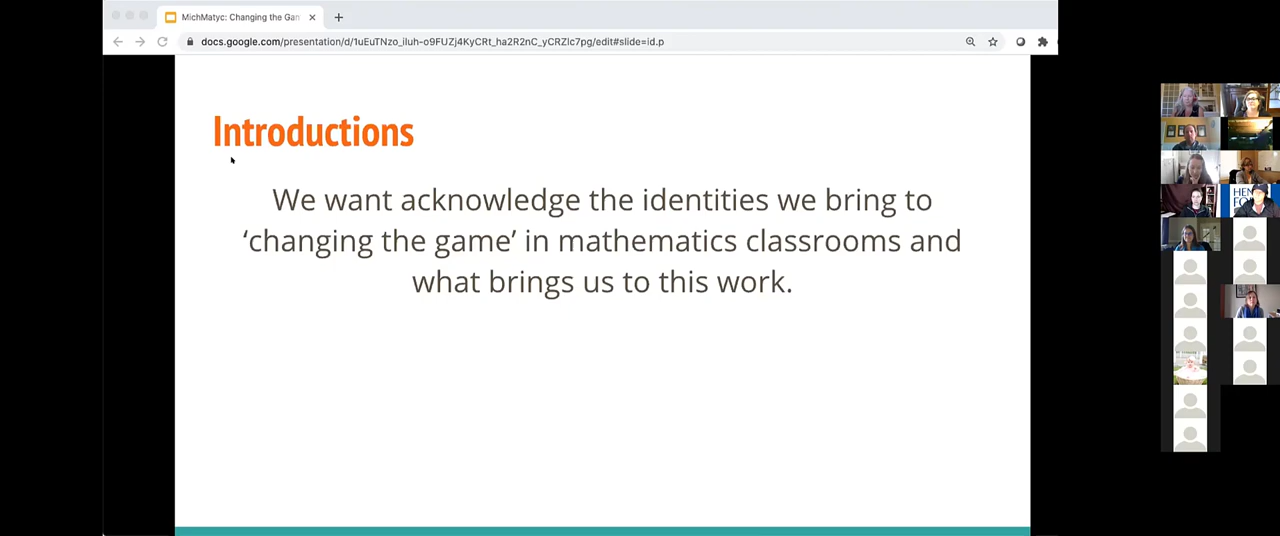 MichMatyc: Changing the Gan
docs.google.com/presentation/d/1uEuTNzo_iluh-o9FUZj4KyCRt_ha2R2nC_yCRZlc7pg/edit#slide=id.p
Introductions
We want acknowledge the identities we bring to
‘changing the game’ in mathematics classrooms and
what brings us to this work.